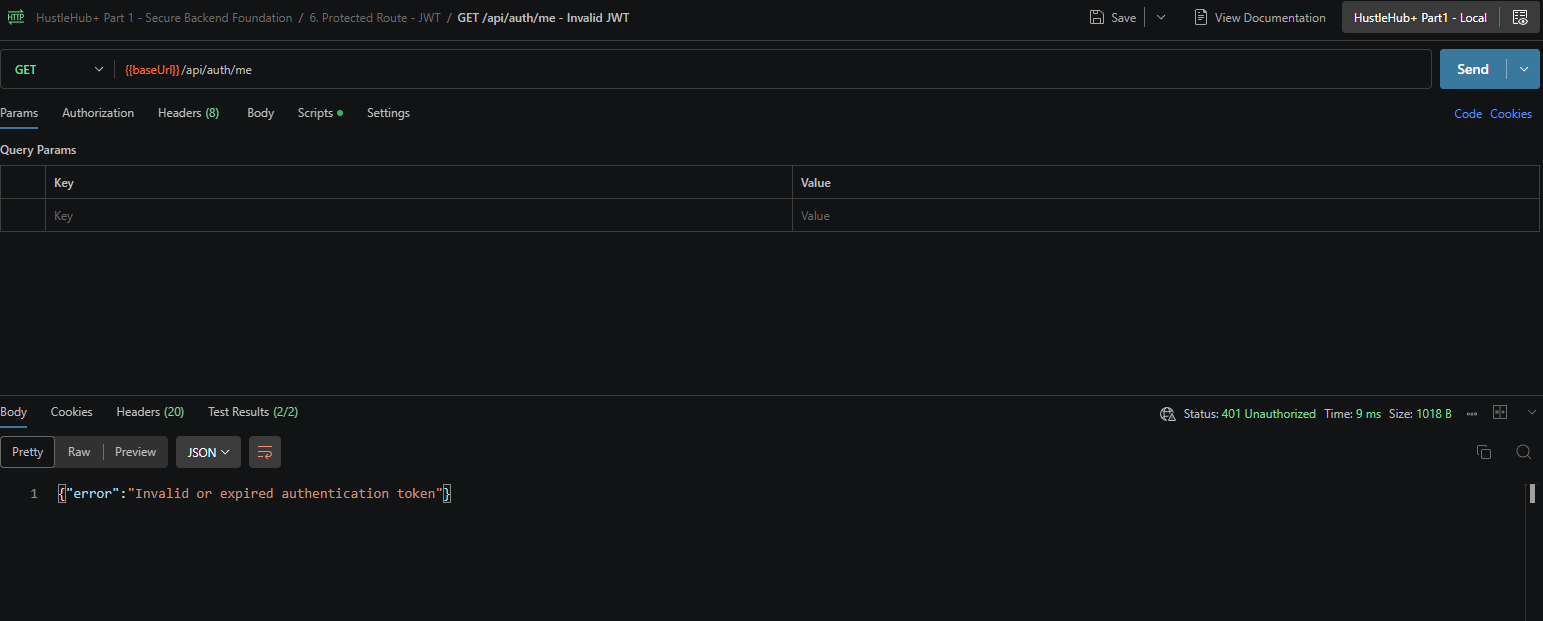 HTTP HustleHub+ Part 1 - Secure Backend Foundation / 6. Protected Route - JWT / GET /api/auth/me - Invalid JWT Save View Documentation HustleHub+ Part1 - Local
GET {{baseUrl}}/api/auth/me Send
Params Authorization Headers (8) Body Scripts Settings Code Cookies
Query Params
Key Value
Key Value
Body Cookies Headers (20) Test Results (2/2) Status: 401 Unauthorized Time: 9 ms Size: 1018 B
Pretty Raw Preview JSON
1 {"error":"Invalid or expired authentication token"}